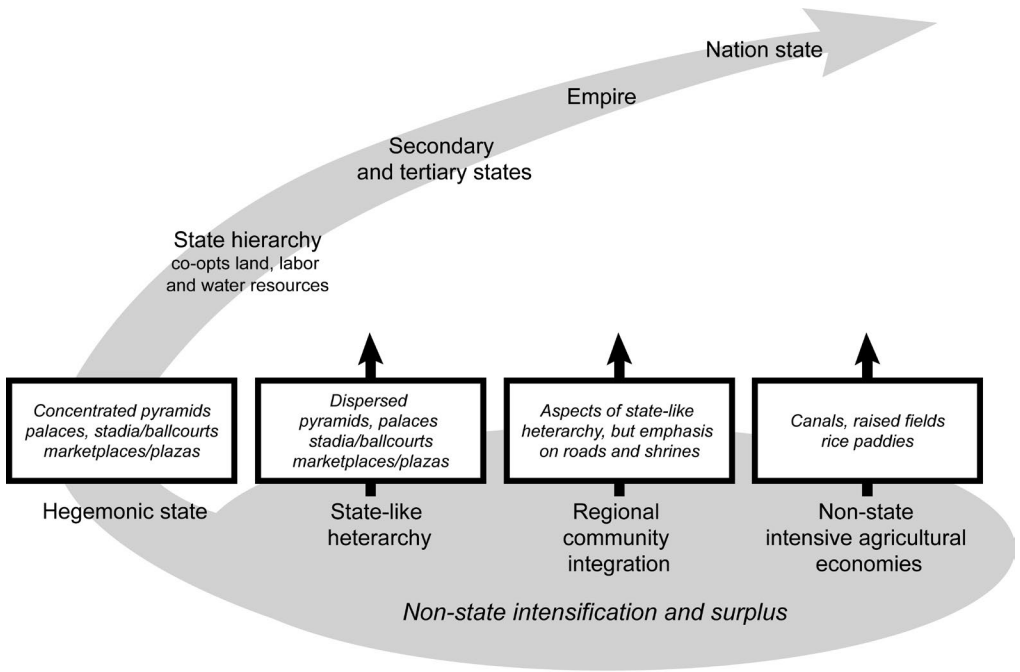 Nation state
Empire
Secondary
and tertiary states
State hierarchy
co-opts land, labor
and water resources
Concentrated pyramids
palaces, stadia/ballcourts
marketplaces/plazas
Dispersed
pyramids, palaces
stadia/ballcourts
marketplaces/plazas
Aspects of state-like
heterarchy, but emphasis
on roads and shrines
Canals, raised fields
rice paddies
Hegemonic state
State-like
heterarchy
Regional
community
integration
Non-state
intensive agricultural
economies
Non-state intensification and surplus